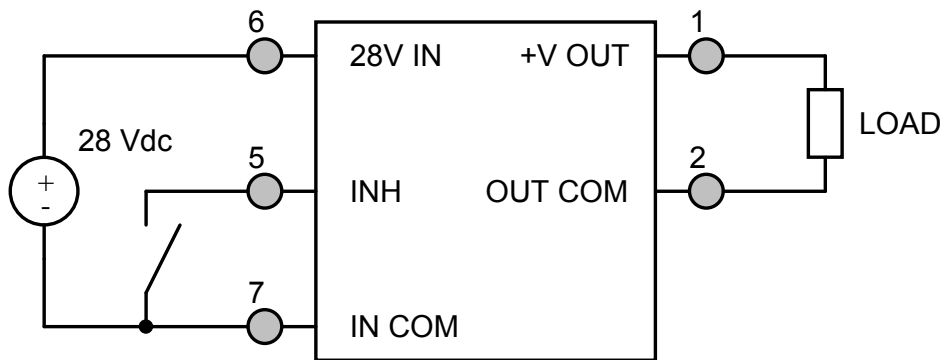 6
1
28V IN
+V OUT
28 Vdc
LOAD
5
2
+
-
INH
OUT COM
7
IN COM